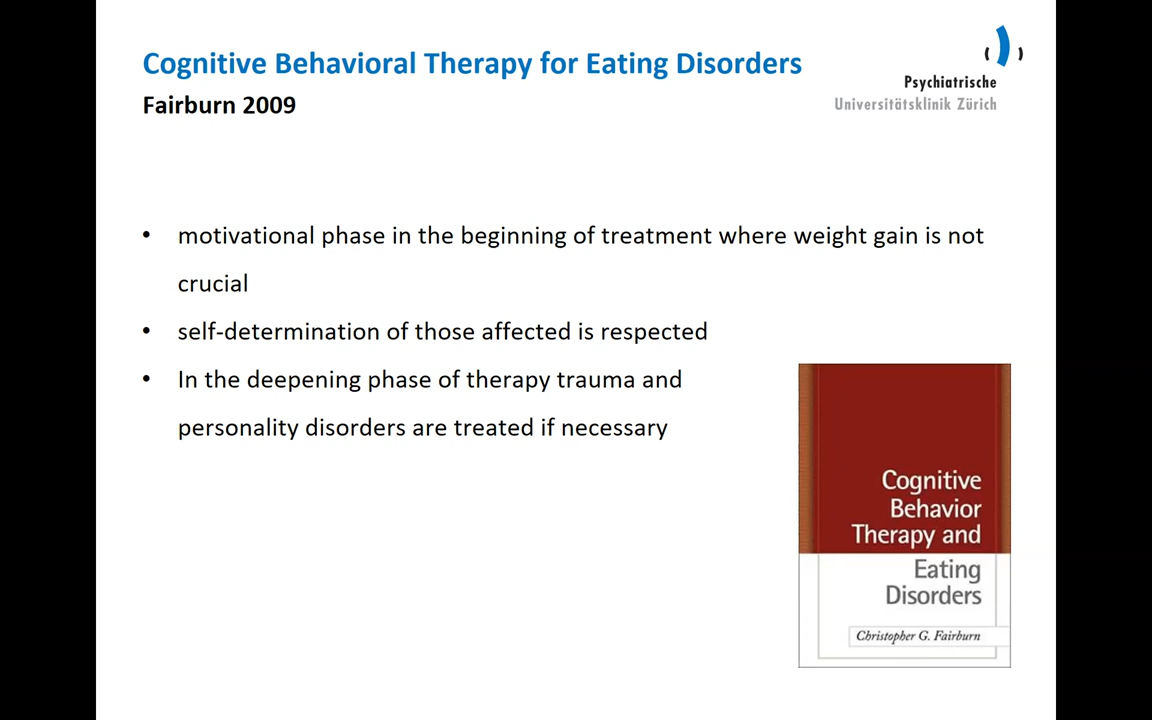 Cognitive Behavioral Therapy for Eating Disorders
Fairburn 2009
Psychiatrische
Universitätsklinik Zürich
• motivational phase in the beginning of treatment where weight gain is not
crucial
• self-determination of those affected is respected
• In the deepening phase of therapy trauma and
personality disorders are treated if necessary
Cognitive
Behavior
Therapy and
Eating
Disorders
Christopher G. Fairburn